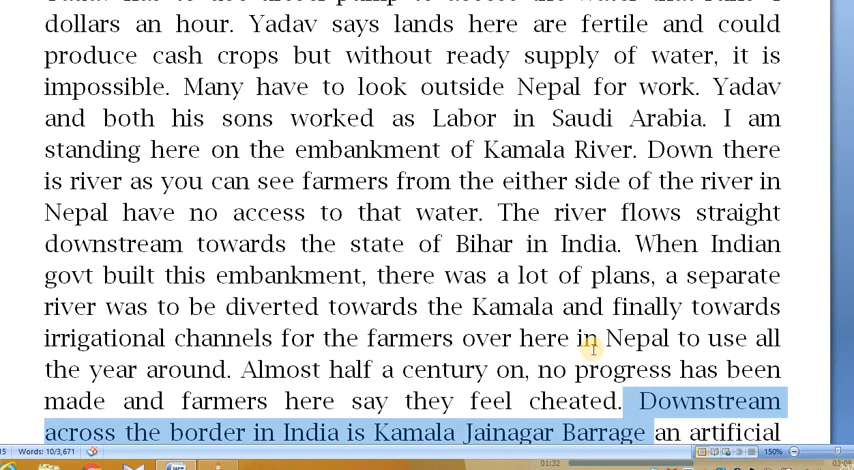 dollars an hour. Yadav says lands here are fertile and could
produce cash crops but without ready supply of water, it is
impossible. Many have to look outside Nepal for work. Yadav
and both his sons worked as Labor in Saudi Arabia. I am
standing here on the embankment of Kamala River. Down there
is river as you can see farmers from the either side of the river in
Nepal have no access to that water. The river flows straight
downstream towards the state of Bihar in India. When Indian
govt built this embankment, there was a lot of plans, a separate
river was to be diverted towards the Kamala and finally towards
irrigational channels for the farmers over here in Nepal to use all
the year around. Almost half a century on, no progress has been
made and farmers here say they feel cheated. Downstream
across the border in India is Kamala Jainagar Barrage an artificial
15 Words: 10/3,671 150%
01:32